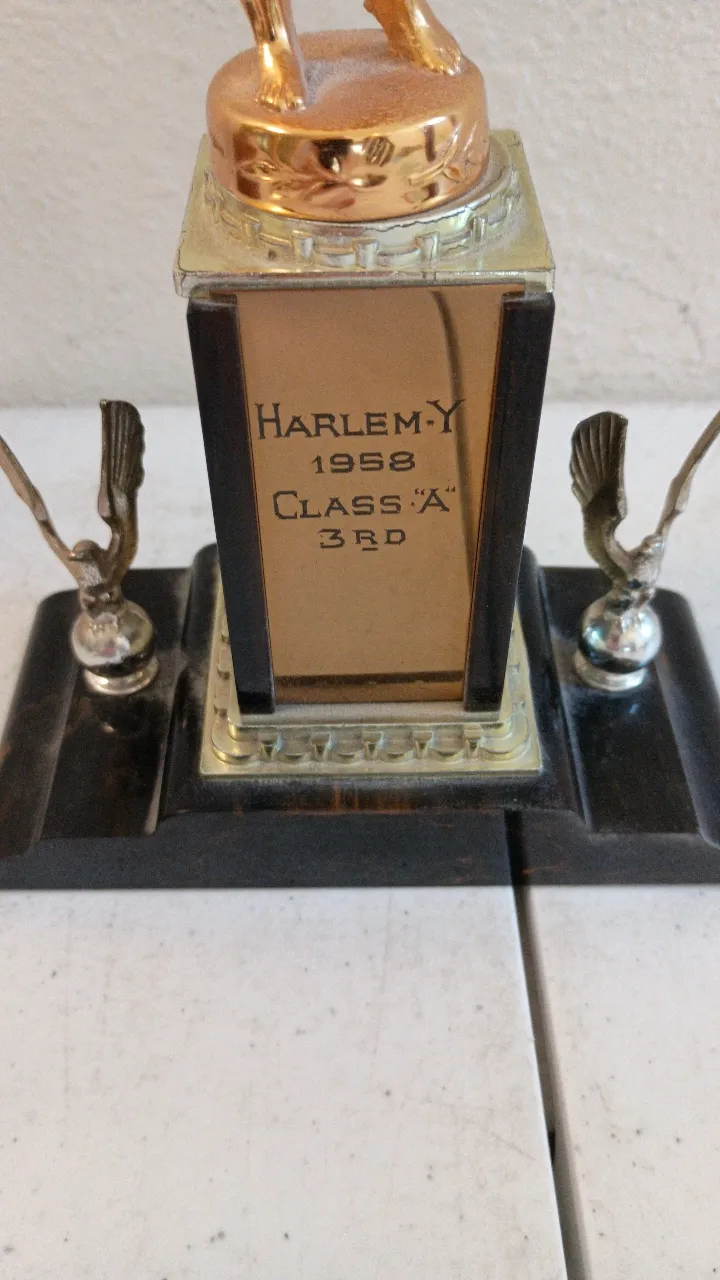 HARLEM-Y
1958
CLASS "A"
3RD